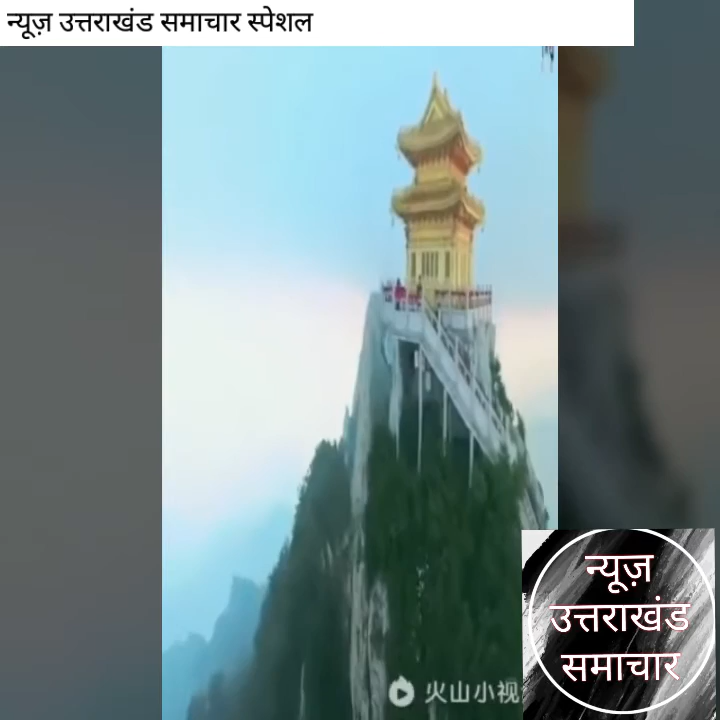 न्यूज़ उत्तराखंड समाचार स्पेशल
火山小视
न्यूज़
उत्तराखंड
समाचार